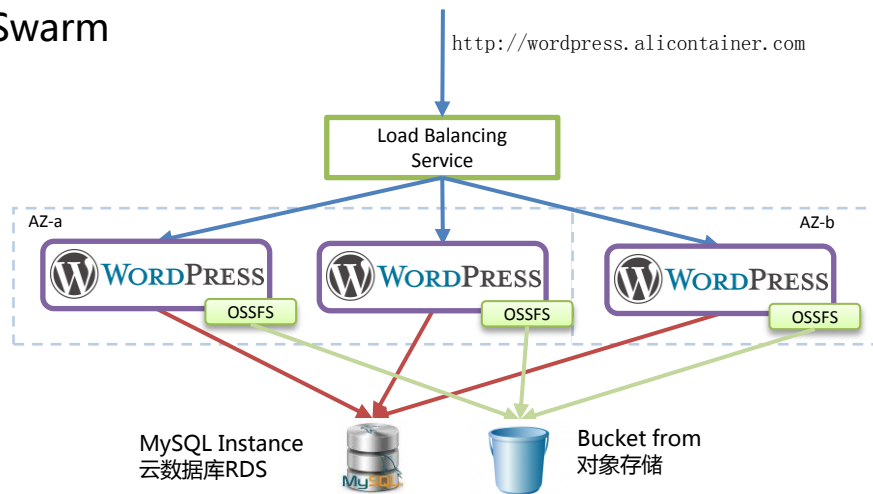 Swarm
http://wordpress.alicontainer.com
Load Balancing
Service
AZ-a
AZ-b
WORDPRESS
WORDPRESS
WORDPRESS
OSSFS
OSSFS
OSSFS
MySQL Instance
云数据库RDS
MySQL
Bucket from
对象存储